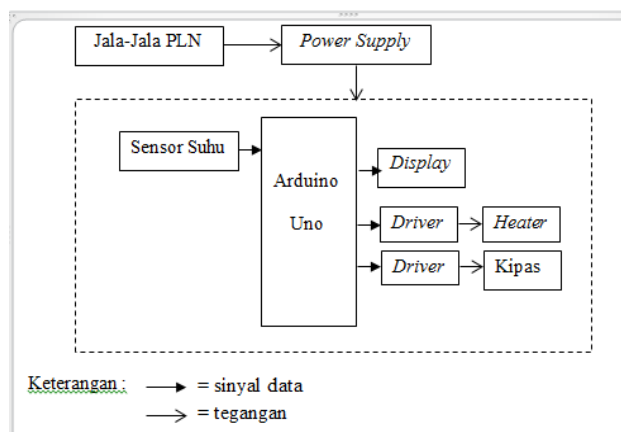 Jala-Jala PLN
Power Supply
Sensor Suhu
Arduino
Uno
Display
Driver
Heater
Driver
Kipas
Keterangan :
= sinyal data
= tegangan